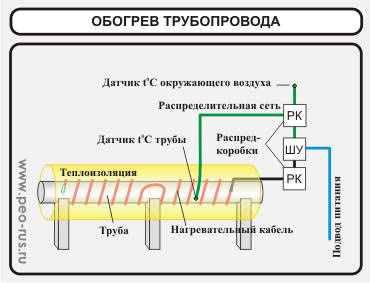 ОБОГРЕВ ТРУБОПРОВОДА
Датчик t°C окружающего воздуха
Распределительная сеть
РК
Датчик t°C трубы
Распред-
коробки
ШУ
РК
Теплоизоляция
Труба
Нагревательный кабель
Подвод питания
www.peo-rus.ru